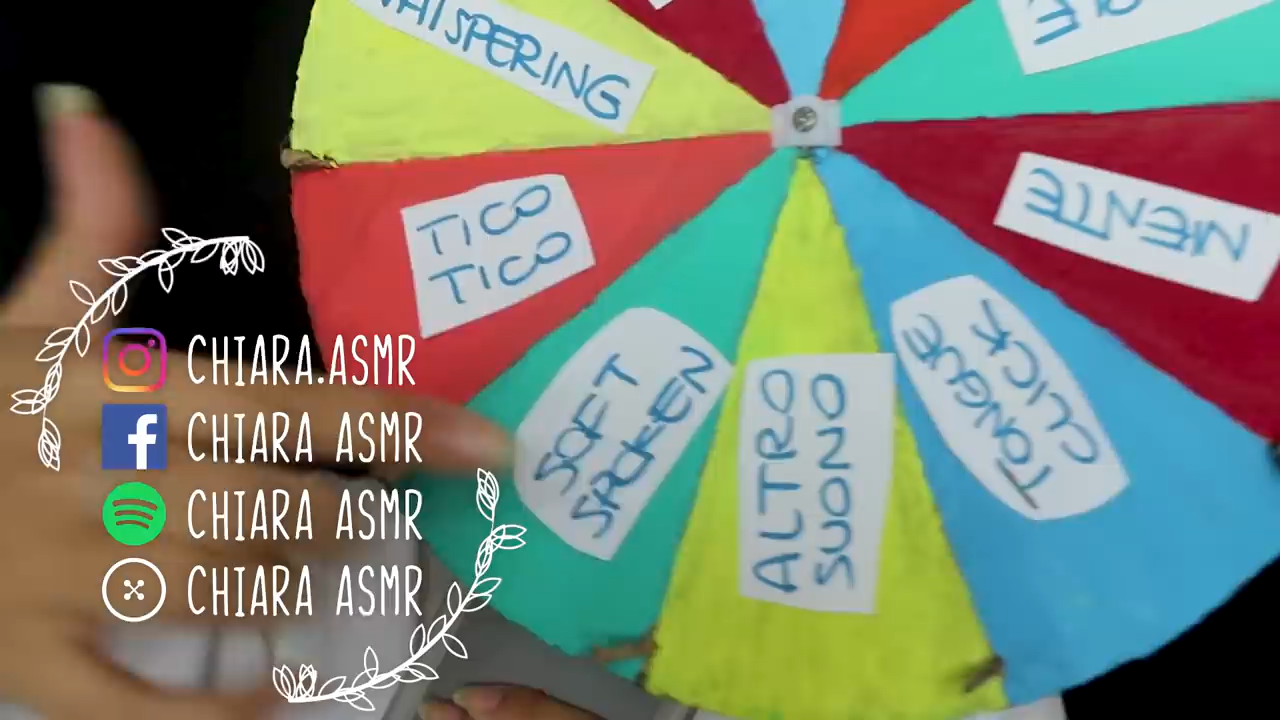 WHISPERING
TICO
TICO
SOFT
SPOKEN
ALTRO
SUONO
TONGUE
CLICK
MENTE
CHIARA.ASMR
CHIARA ASMR
CHIARA ASMR
CHIARA ASMR